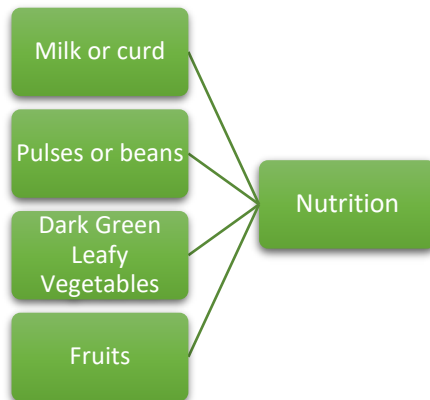 Milk or curd
Pulses or beans
Dark Green
Leafy
Vegetables
Fruits
Nutrition